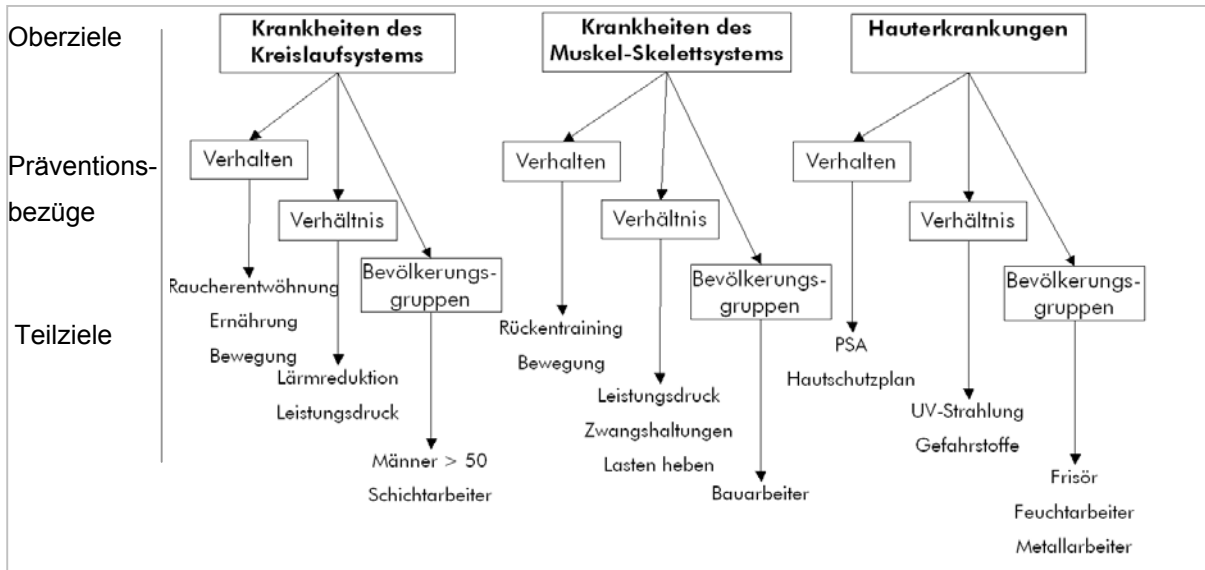 Oberziele
Krankheiten des
Kreislaufsystems
Krankheiten des
Muskel-Skelettsystems
Hauterkrankungen
Präventions-
bezüge
Verhalten
Verhältnis
Bevölkerungs-
gruppen
Verhalten
Verhältnis
Bevölkerungs-
gruppen
Verhalten
Verhältnis
Bevölkerungs-
gruppen
Teilziele
Raucherentwöhnung
Ernährung
Bewegung
Lärmreduktion
Leistungsdruck
Männer > 50
Schichtarbeiter
Rückentraining
Bewegung
Leistungsdruck
Zwangshaltungen
Lasten heben
Bauarbeiter
PSA
Hautschutzplan
UV-Strahlung
Gefahrstoffe
Frisör
Feuchtarbeiter
Metallarbeiter